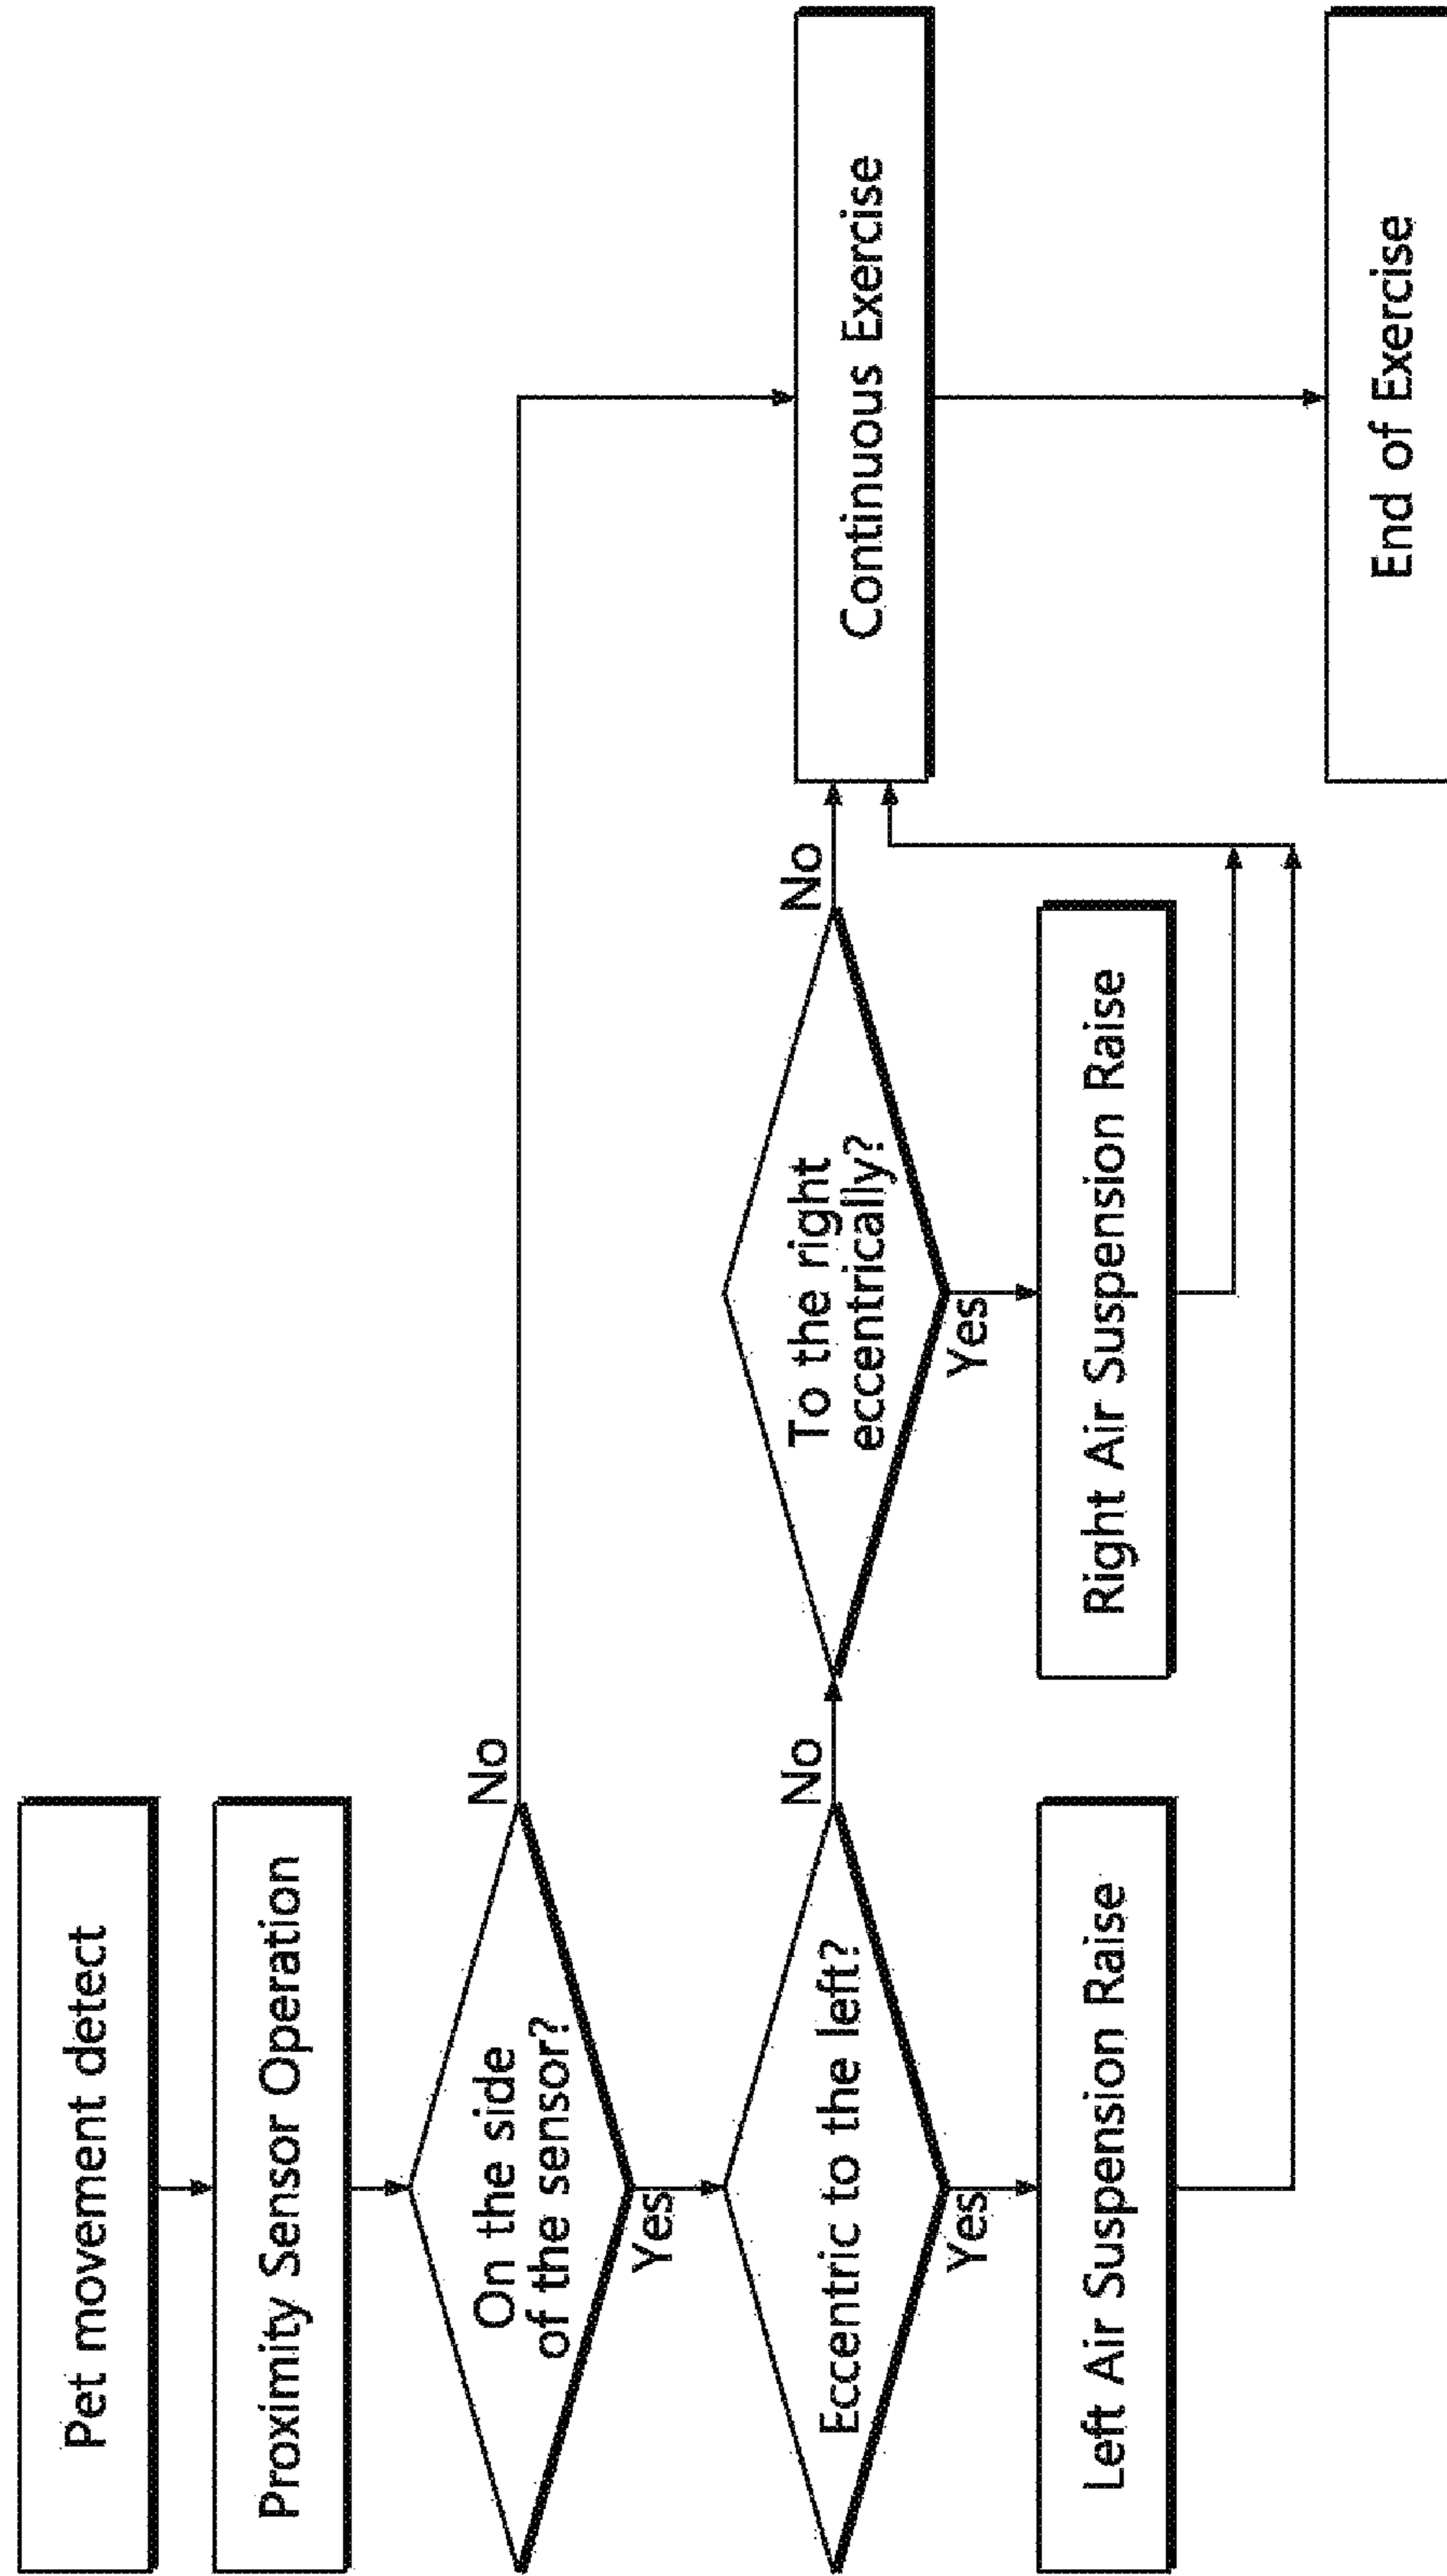 Pet movement detect
Proximity Sensor Operation
On the side
of the sensor?
No
Yes
Eccentric to the left?
No
Yes
To the right
eccentrically?
No
Yes
Continuous Exercise
Left Air Suspension Raise
Right Air Suspension Raise
End of Exercise